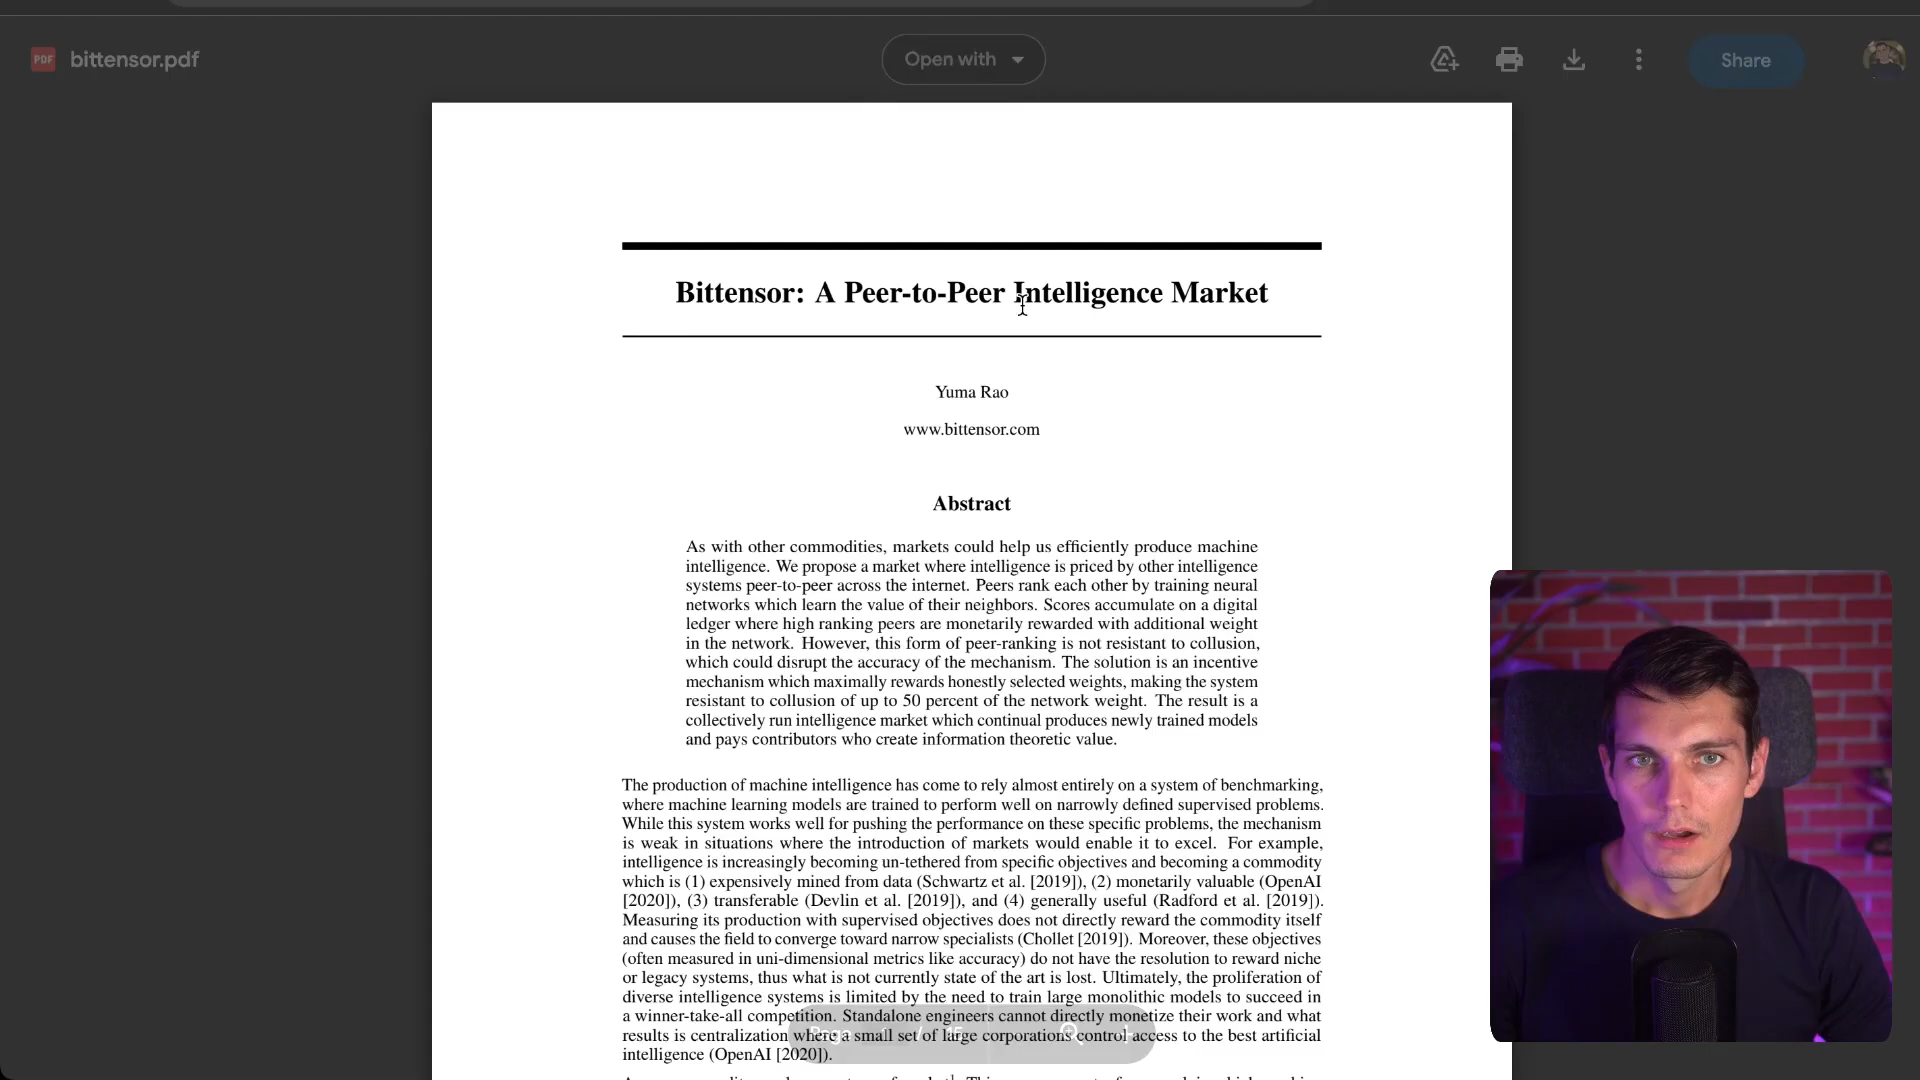 PDF bittensor.pdf
Open with
Share
Bittensor: A Peer-to-Peer Intelligence Market
Yuma Rao
www.bittensor.com
Abstract
As with other commodities, markets could help us efficiently produce machine
intelligence. We propose a market where intelligence is priced by other intelligence
systems peer-to-peer across the internet. Peers rank each other by training neural
networks which learn the value of their neighbors. Scores accumulate on a digital
ledger where high ranking peers are monetarily rewarded with additional weight
in the network. However, this form of peer-ranking is not resistant to collusion,
which could disrupt the accuracy of the mechanism. The solution is an incentive
mechanism which maximally rewards honestly selected weights, making the system
resistant to collusion of up to 50 percent of the network weight. The result is a
collectively run intelligence market which continual produces newly trained models
and pays contributors who create information theoretic value.
The production of machine intelligence has come to rely almost entirely on a system of benchmarking,
where machine learning models are trained to perform well on narrowly defined supervised problems.
While this system works well for pushing the performance on these specific problems, the mechanism
is weak in situations where the introduction of markets would enable it to excel. For example,
intelligence is increasingly becoming un-tethered from specific objectives and becoming a commodity
which is (1) expensively mined from data (Schwartz et al. [2019]), (2) monetarily valuable (OpenAI
[2020]), (3) transferable (Devlin et al. [2019]), and (4) generally useful (Radford et al. [2019]).
Measuring its production with supervised objectives does not directly reward the commodity itself
and causes the field to converge toward narrow specialists (Chollet [2019]). Moreover, these objectives
(often measured in uni-dimensional metrics like accuracy) do not have the resolution to reward niche
or legacy systems, thus what is not currently state of the art is lost. Ultimately, the proliferation of
diverse intelligence systems is limited by the need to train large monolithic models to succeed in
a winner-take-all competition. Standalone engineers cannot directly monetize their work and what
results is centralization where a small set of large corporations control access to the best artificial
intelligence (OpenAI [2020]).